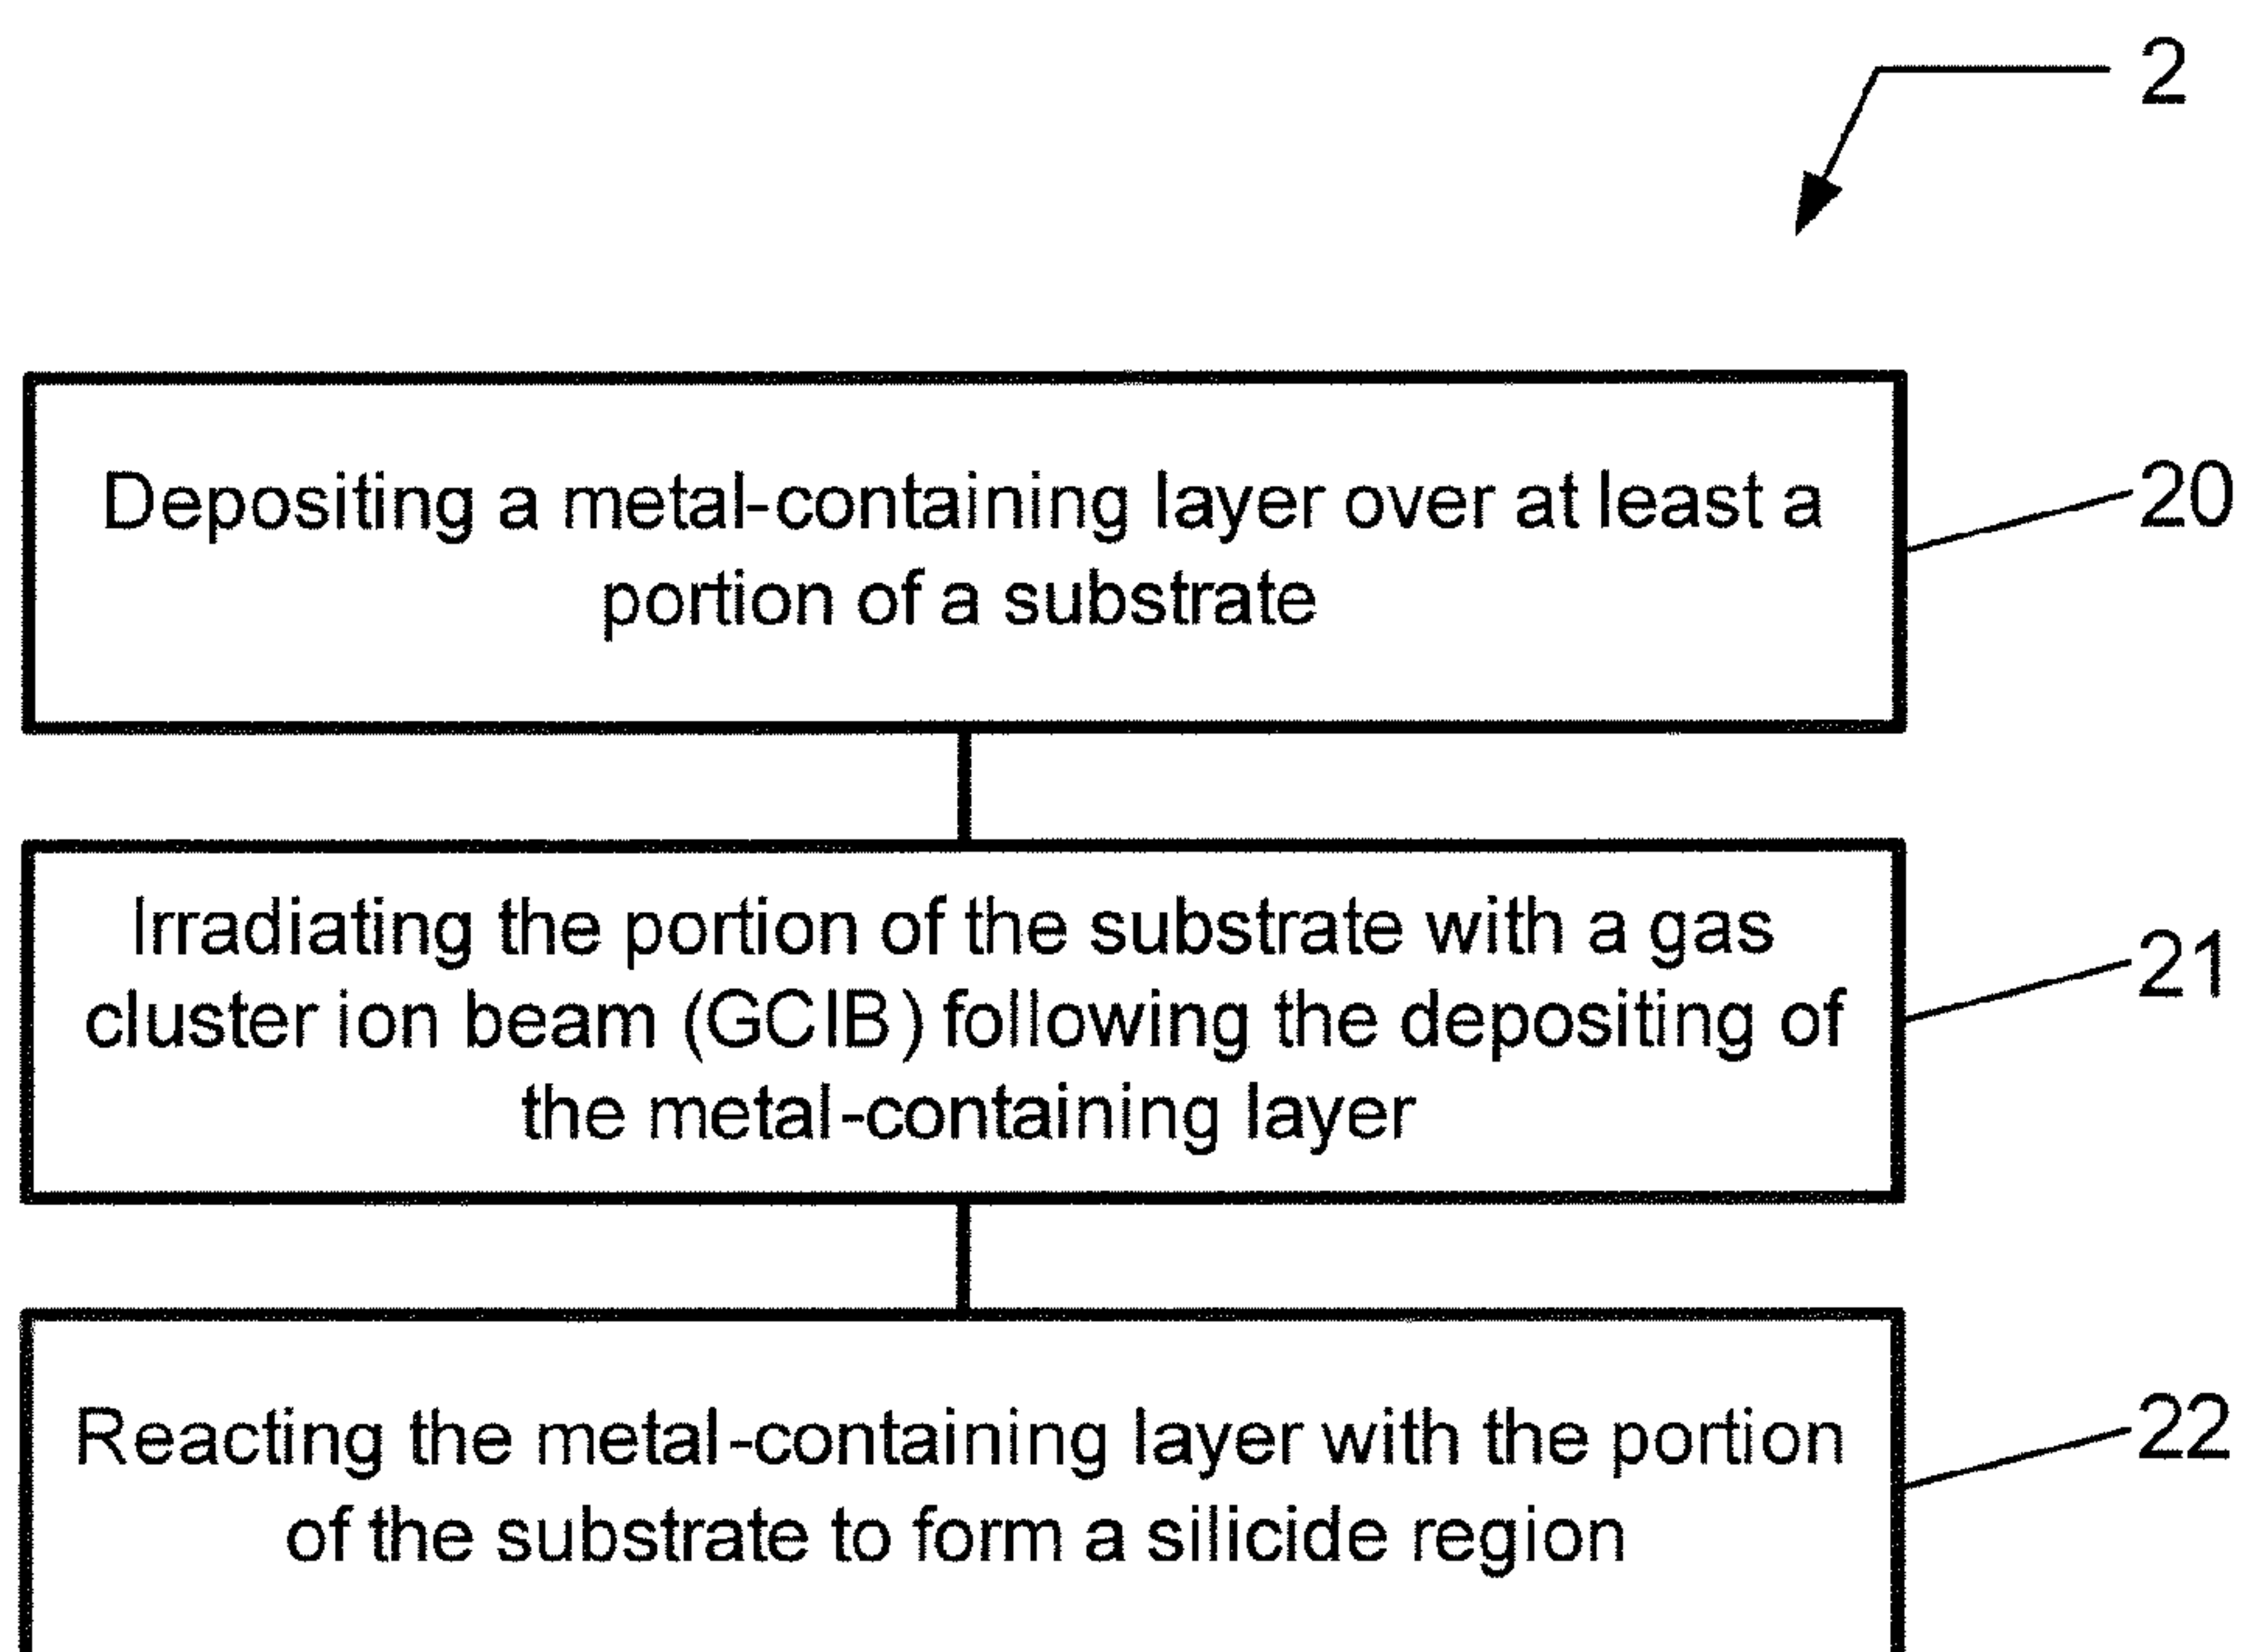 2
Depositing a metal-containing layer over at least a
portion of a substrate
20
Irradiating the portion of the substrate with a gas
cluster ion beam (GCIB) following the depositing of
the metal-containing layer
21
Reacting the metal-containing layer with the portion
of the substrate to form a silicide region
22